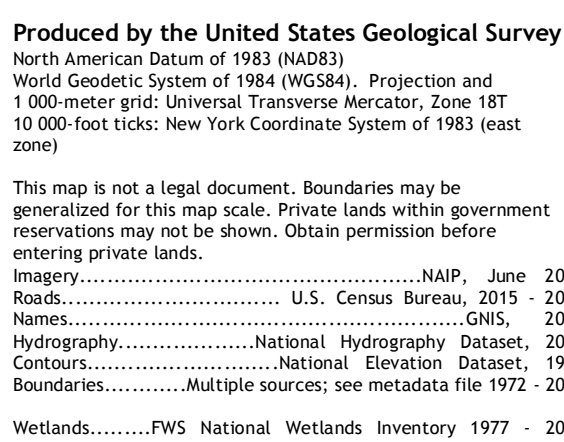 Produced by the United States Geological Survey
North American Datum of 1983 (NAD83)
World Geodetic System of 1984 (WGS84). Projection and
1 000-meter grid: Universal Transverse Mercator, Zone 18T
10 000-foot ticks: New York Coordinate System of 1983 (east
zone)
This map is not a legal document. Boundaries may be
generalized for this map scale. Private lands within government
reservations may not be shown. Obtain permission before
entering private lands.
Imagery..................................................NAIP, June 20
Roads................................ U.S. Census Bureau, 2015 - 20
Names..........................................................GNIS, 20
Hydrography....................National Hydrography Dataset, 20
Contours............................National Elevation Dataset, 19
Boundaries............Multiple sources; see metadata file 1972 - 20
Wetlands.........FWS National Wetlands Inventory 1977 - 20